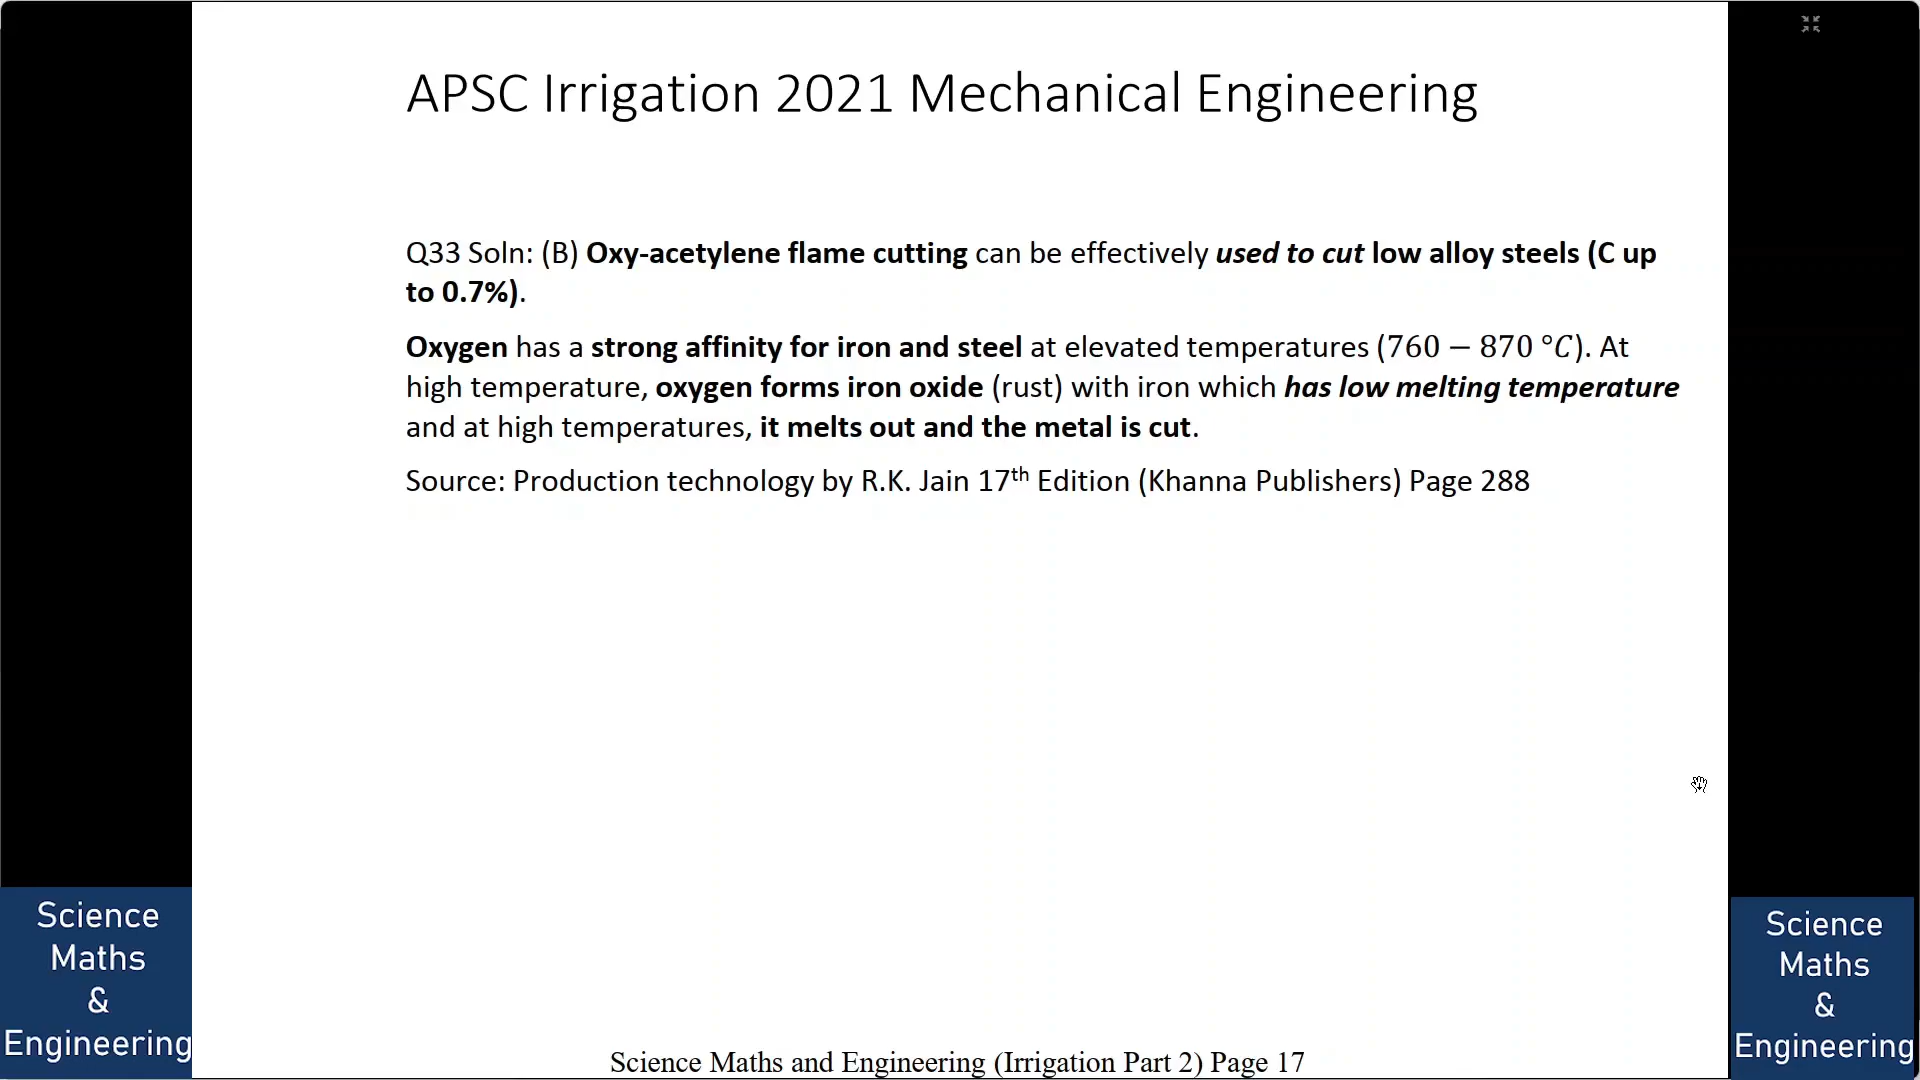 APSC Irrigation 2021 Mechanical Engineering
Q33 Soln: (B) Oxy-acetylene flame cutting can be effectively used to cut low alloy steels (C up
to 0.7%).
Oxygen has a strong affinity for iron and steel at elevated temperatures (760 − 870 °C). At
high temperature, oxygen forms iron oxide (rust) with iron which has low melting temperature
and at high temperatures, it melts out and the metal is cut.
Source: Production technology by R.K. Jain 17th Edition (Khanna Publishers) Page 288
Science
Maths
&
Engineering
Science
Maths
&
Engineering
Science Maths and Engineering (Irrigation Part 2) Page 17